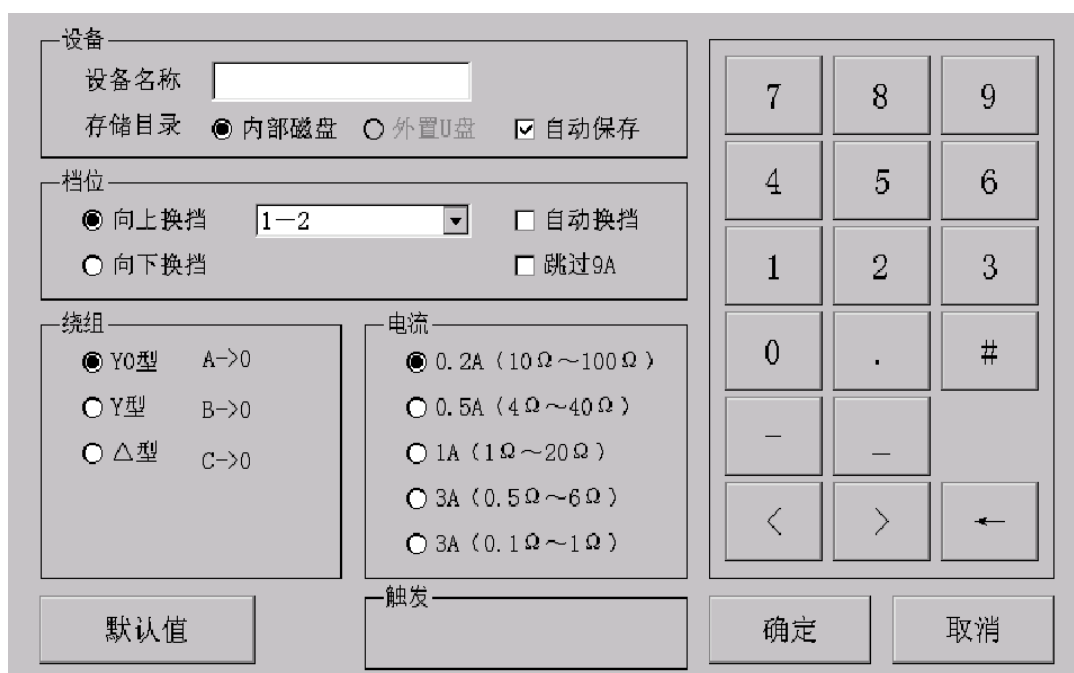 设备
设备名称
存储目录 内部磁盘 外置U盘 自动保存
档位
向上换挡 1—2 自动换挡
向下换挡 跳过9A
绕组
Y0型 A->0
Y型 B->0
△型 C->0
电流
0.2A（10Ω～100Ω）
0.5A（4Ω～40Ω）
1A（1Ω～20Ω）
3A（0.5Ω～6Ω）
3A（0.1Ω～1Ω）
触发
默认值
7 8 9
4 5 6
1 2 3
0 . #
- _
< > ←
确定 取消